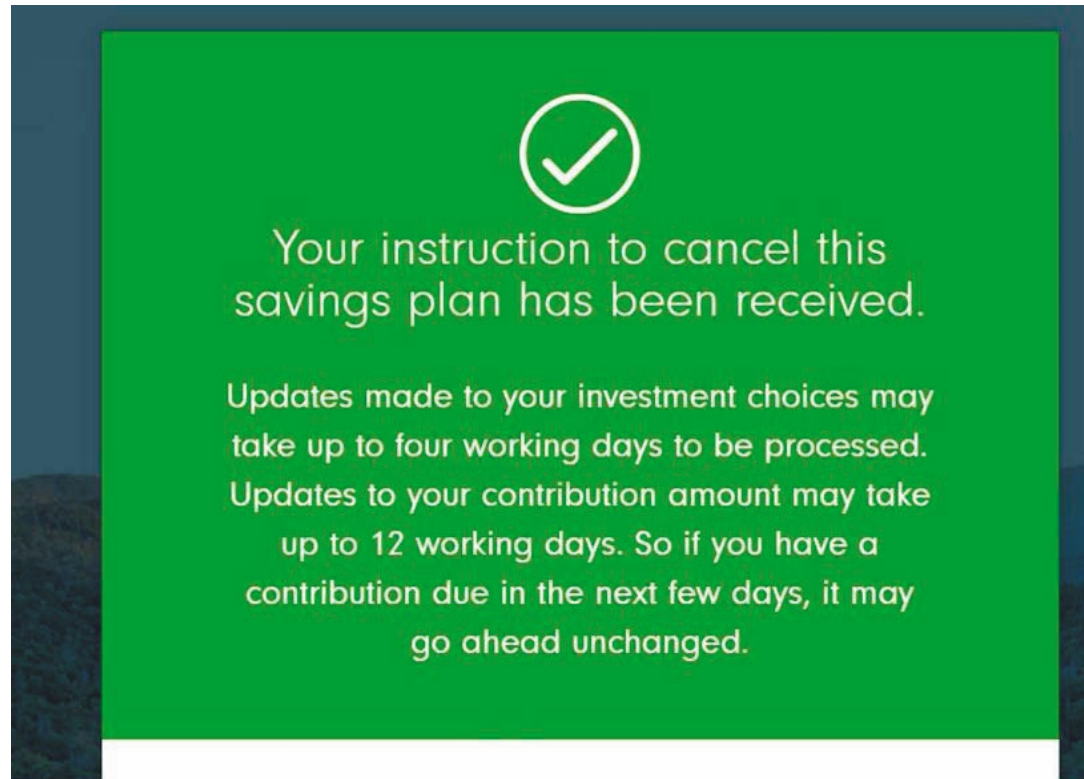 Your instruction to cancel this
savings plan has been received.
Updates made to your investment choices may
take up to four working days to be processed.
Updates to your contribution amount may take
up to 12 working days. So if you have a
contribution due in the next few days, it may
go ahead unchanged.